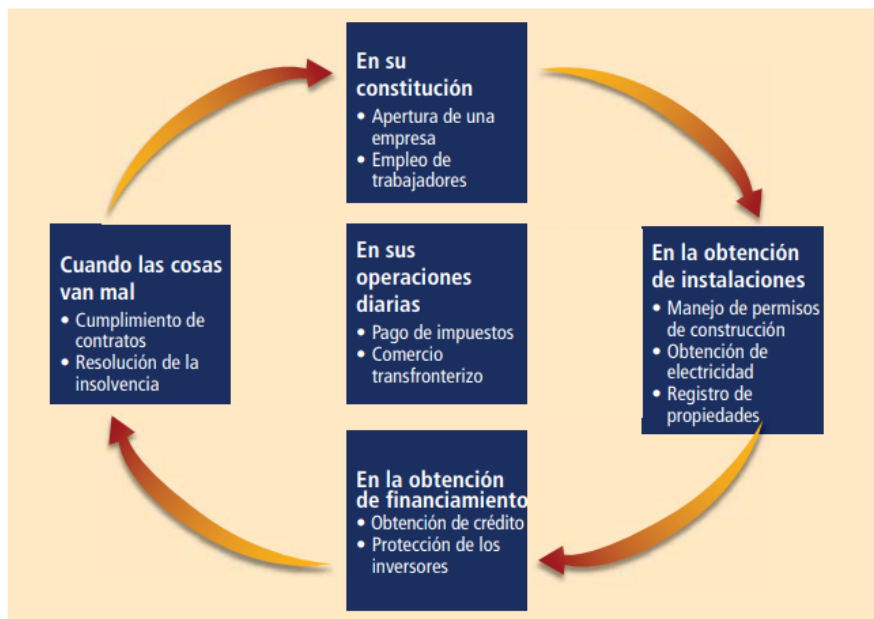 En su
constitución
• Apertura de una
empresa
• Empleo de
trabajadores
Cuando las cosas
van mal
• Cumplimiento de
contratos
• Resolución de la
insolvencia
En sus
operaciones
diarias
• Pago de impuestos
• Comercio
transfronterizo
En la obtención
de instalaciones
• Manejo de permisos
de construcción
• Obtención de
electricidad
• Registro de
propiedades
En la obtención
de financiamiento
• Obtención de crédito
• Protección de los
inversores